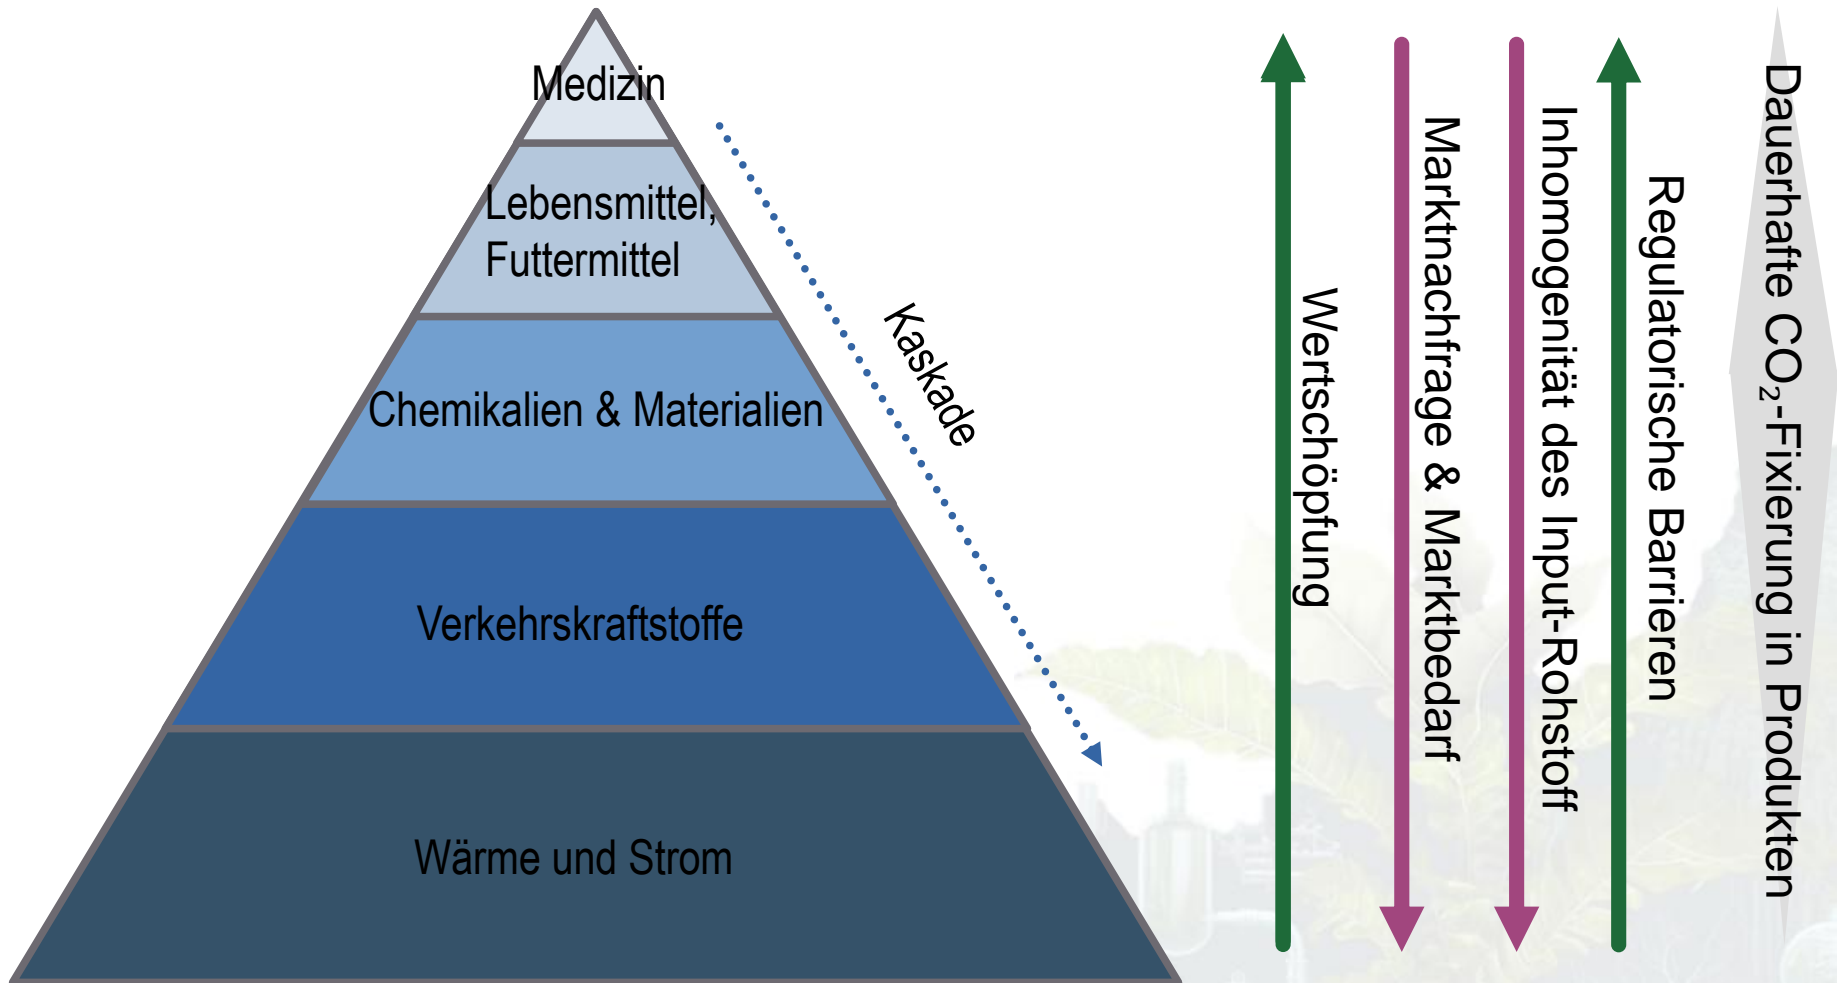 Medizin
Lebensmittel,
Futtermittel
Chemikalien & Materialien
Verkehrskraftstoffe
Wärme und Strom
Kaskade
Wertschöpfung
Marktnachfrage & Marktbedarf
Inhomogenität des Input-Rohstoff
Regulatorische Barrieren
Dauerhafte CO₂-Fixierung in Produkten